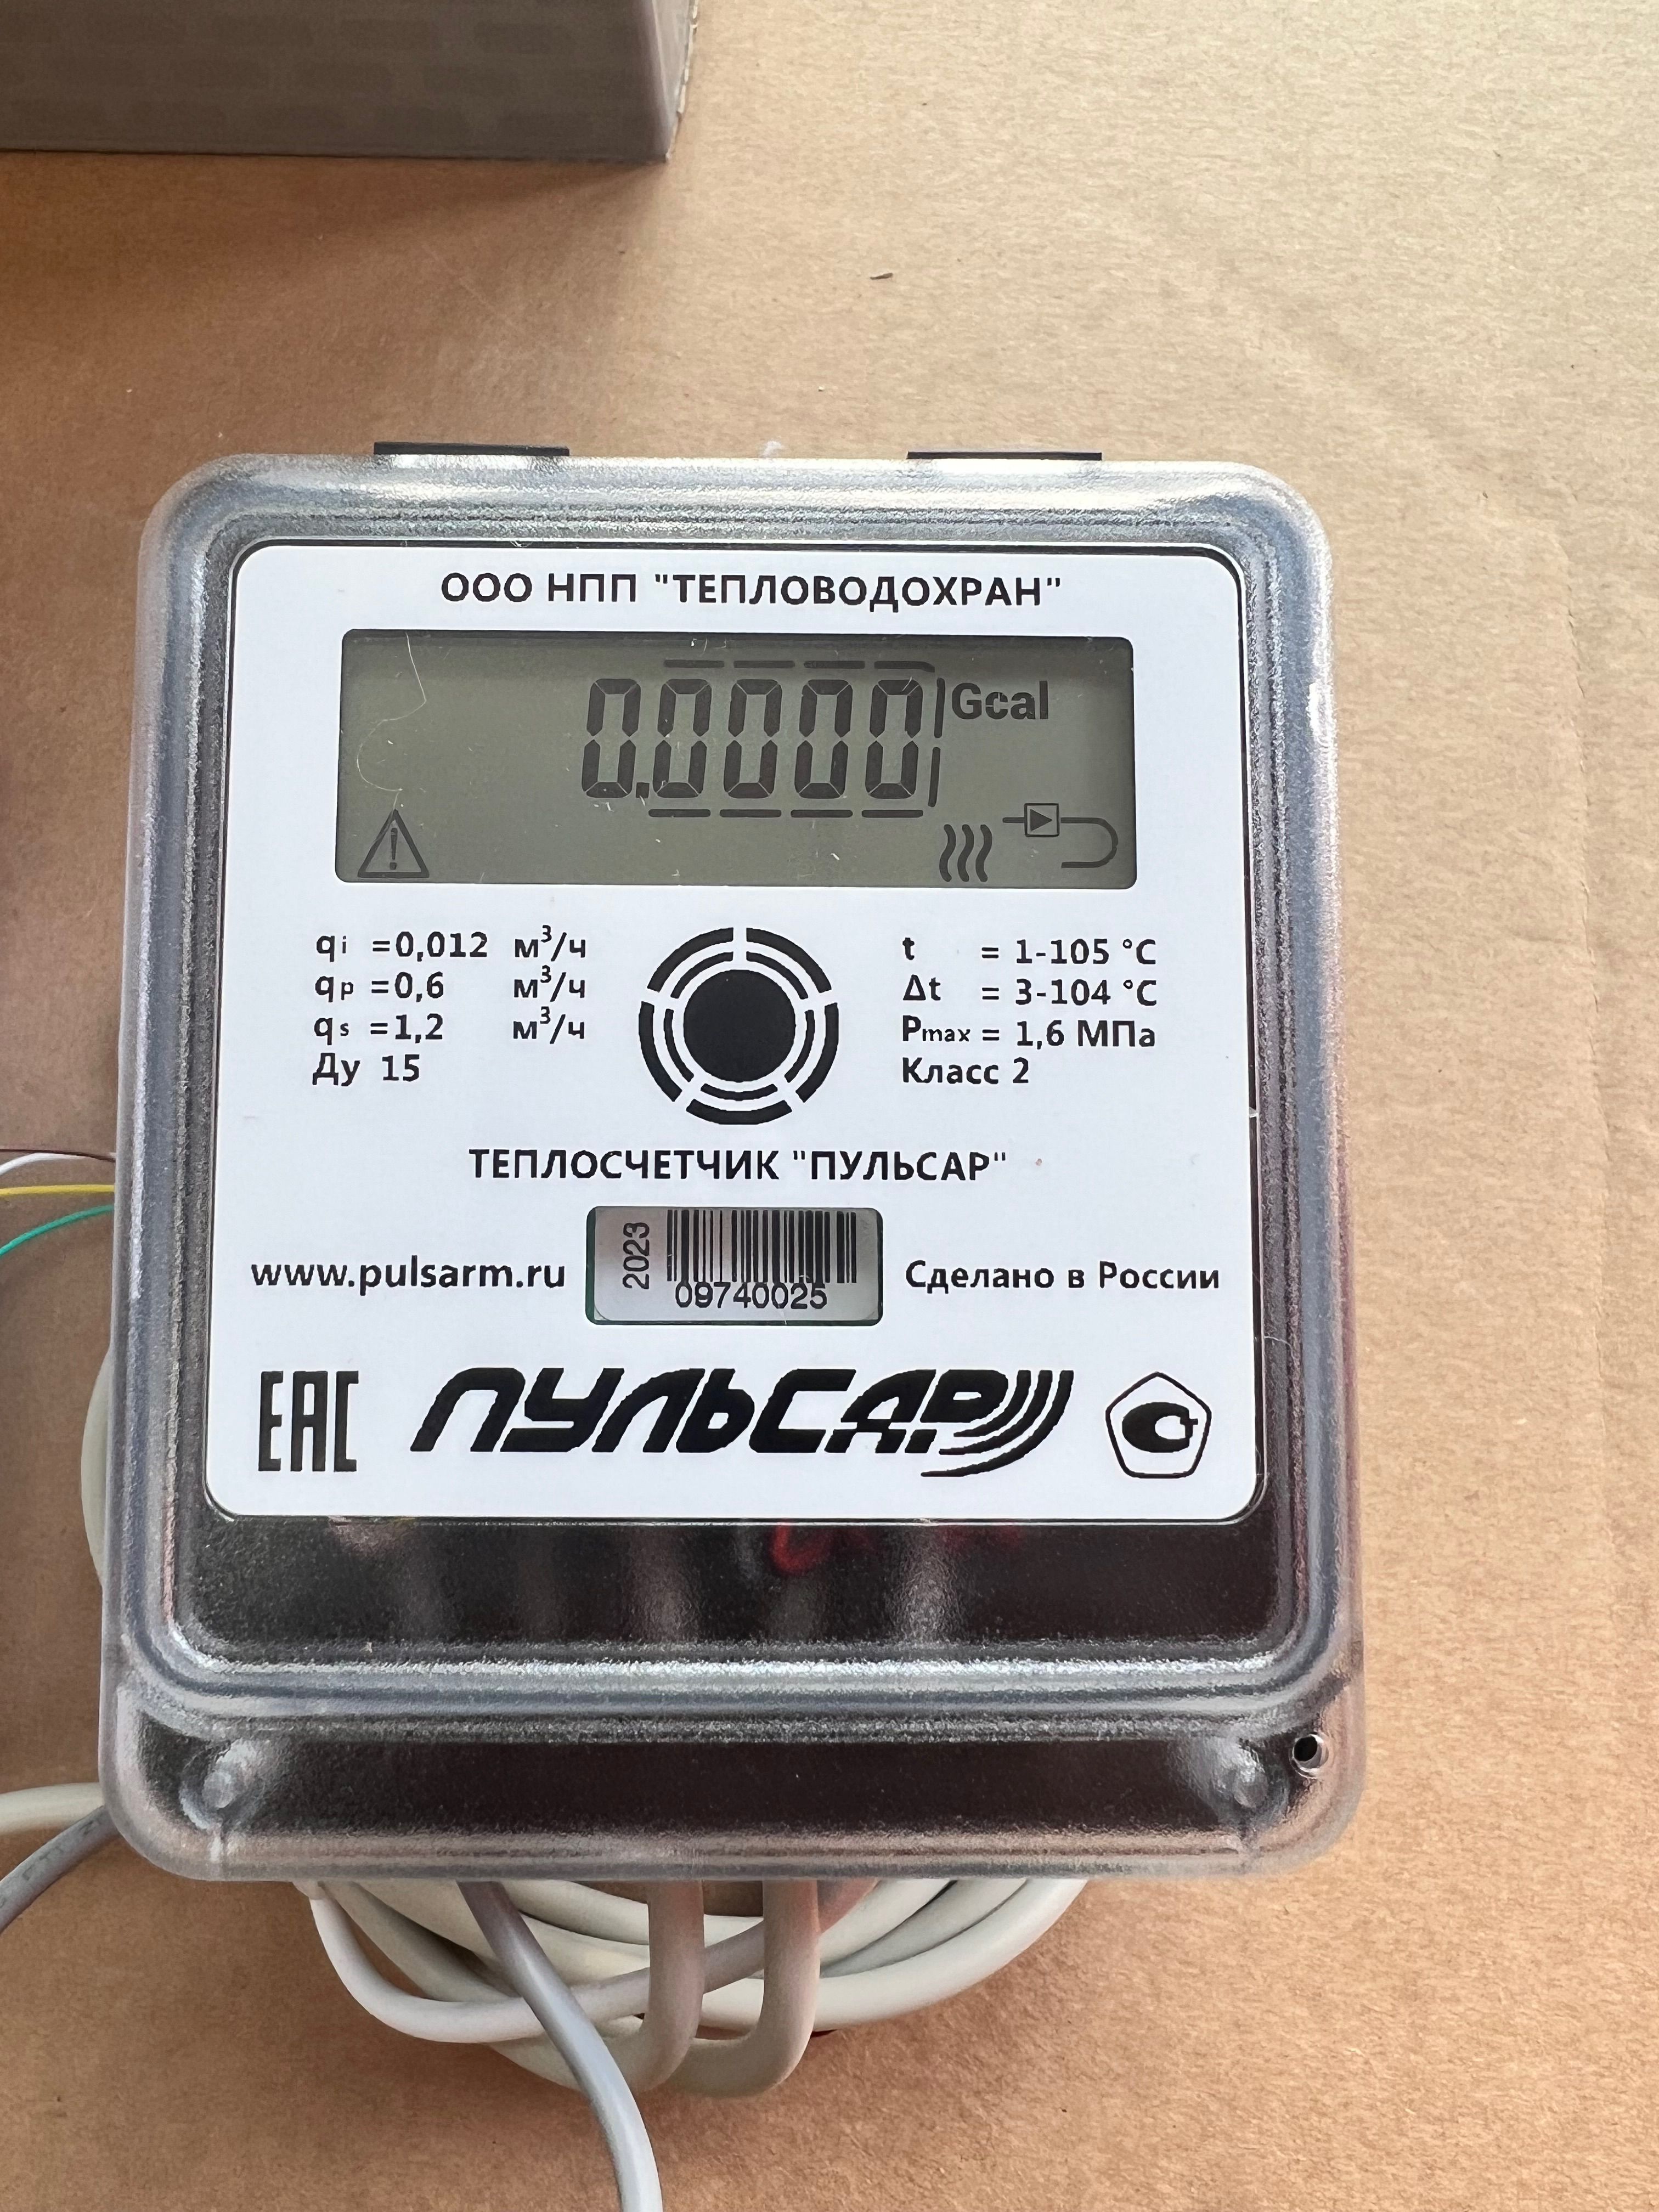 ООО НПП "ТЕПЛОВОДОХРАН"
0.0000 Gcal
qi =0,012 м³/ч
qp =0,6 м³/ч
qs =1,2 м³/ч
Ду 15
t = 1-105 °C
Δt = 3-104 °C
Pmax = 1,6 МПа
Класс 2
ТЕПЛОСЧЕТЧИК "ПУЛЬСАР"
www.pulsarm.ru
2023
09740025
Сделано в России
ЕАС
ПУЛЬСАР